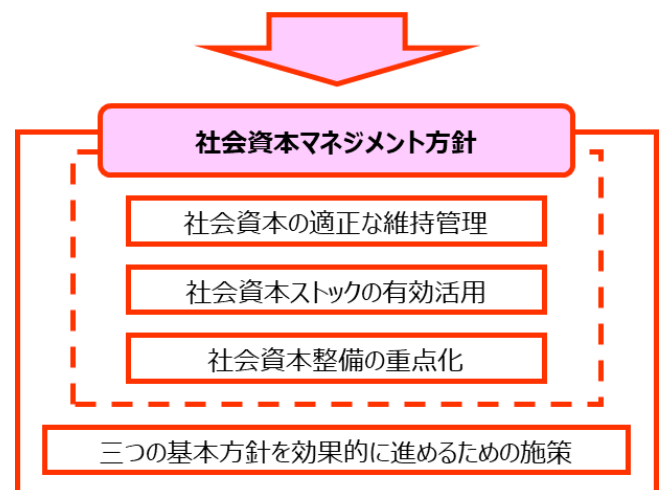 社会資本マネジメント方針
社会資本の適正な維持管理
社会資本ストックの有効活用
社会資本整備の重点化
三つの基本方針を効果的に進めるための施策